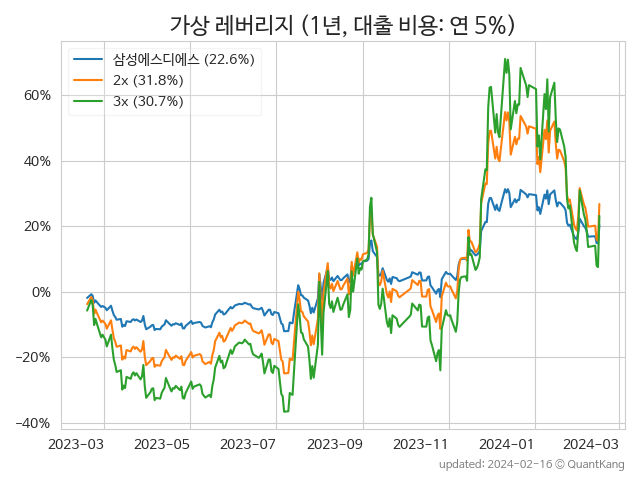 가상 레버리지 (1년, 대출 비용: 연 5%)
삼성에스디에스 (22.6%)
2x (31.8%)
3x (30.7%)
60%
40%
20%
0%
−20%
−40%
2023-03 2023-05 2023-07 2023-09 2023-11 2024-01 2024-03
updated: 2024-02-16 © QuantKang